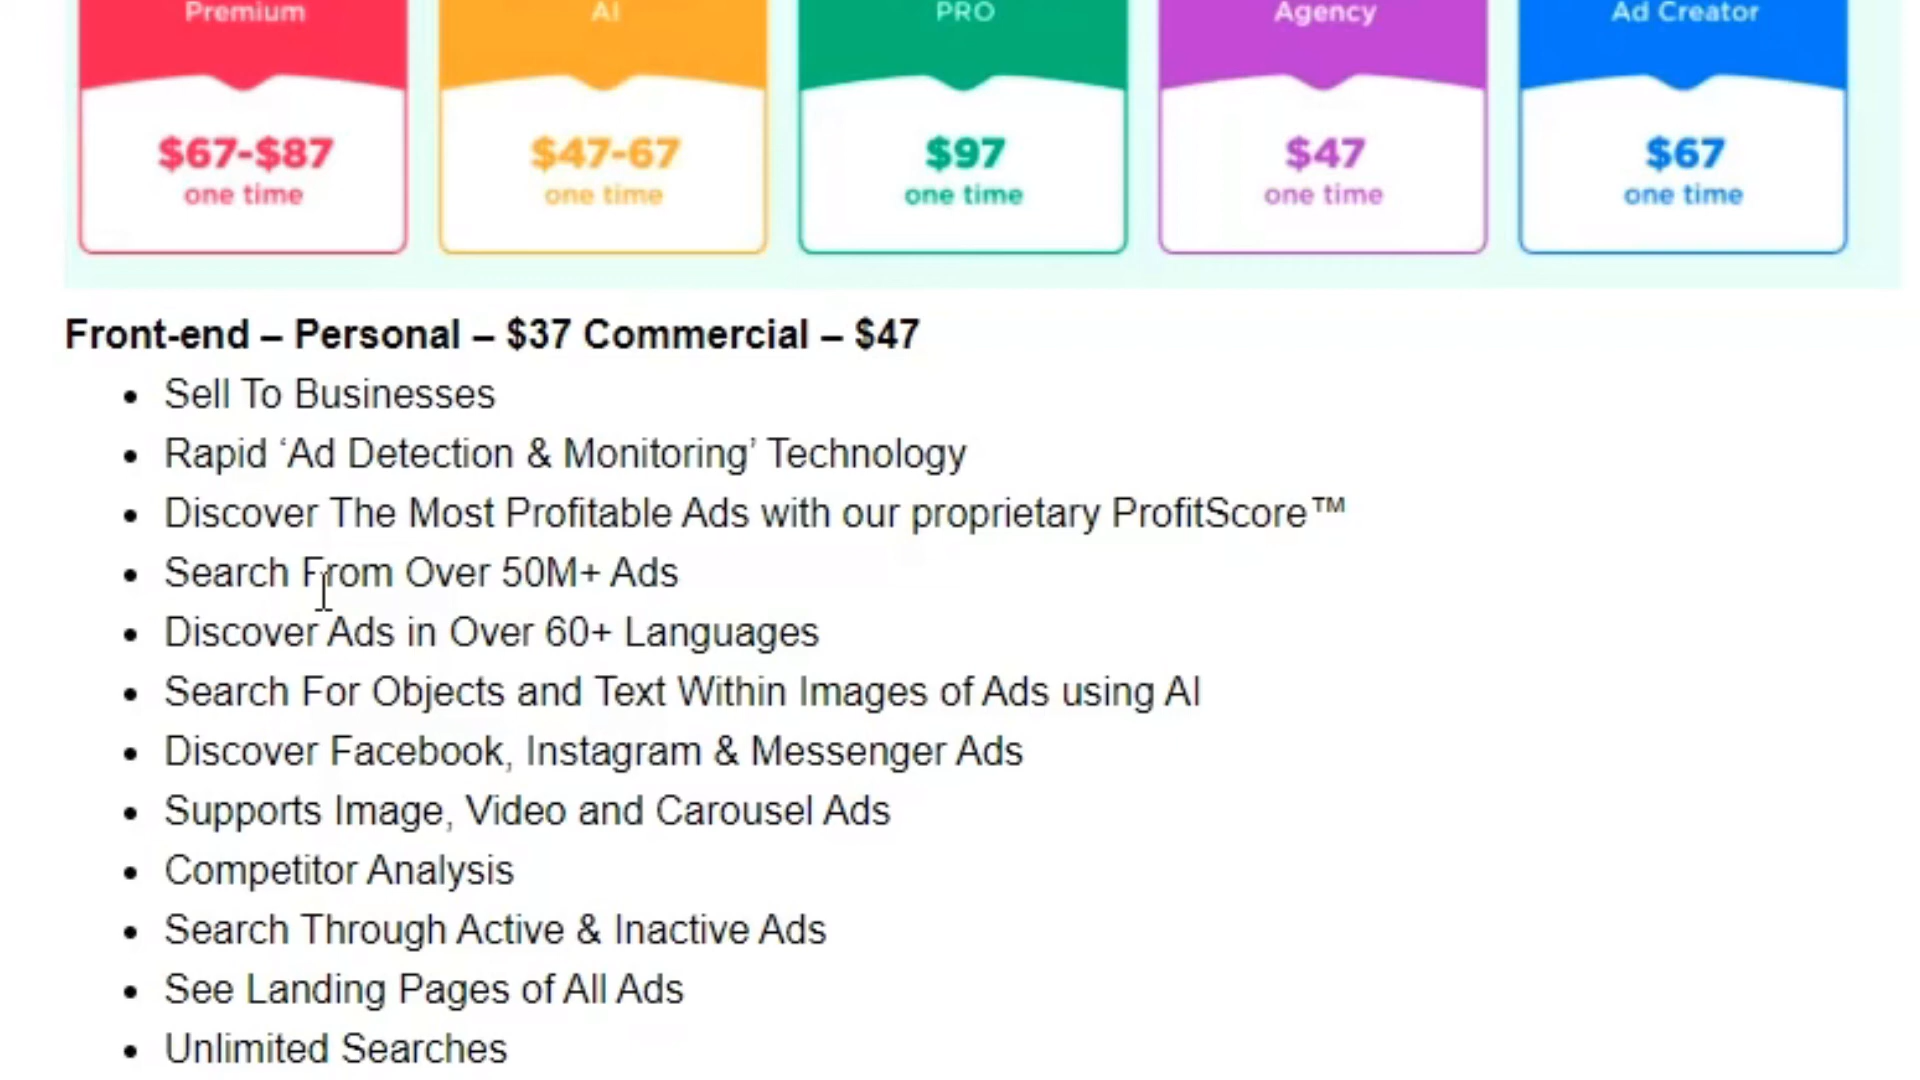 Premium AI PRO Agency Ad Creator
$67-$87 $47-67 $97 $47 $67
one time one time one time one time one time
Front-end – Personal – $37 Commercial – $47
• Sell To Businesses
• Rapid ‘Ad Detection & Monitoring’ Technology
• Discover The Most Profitable Ads with our proprietary ProfitScore™
• Search From Over 50M+ Ads
• Discover Ads in Over 60+ Languages
• Search For Objects and Text Within Images of Ads using AI
• Discover Facebook, Instagram & Messenger Ads
• Supports Image, Video and Carousel Ads
• Competitor Analysis
• Search Through Active & Inactive Ads
• See Landing Pages of All Ads
• Unlimited Searches